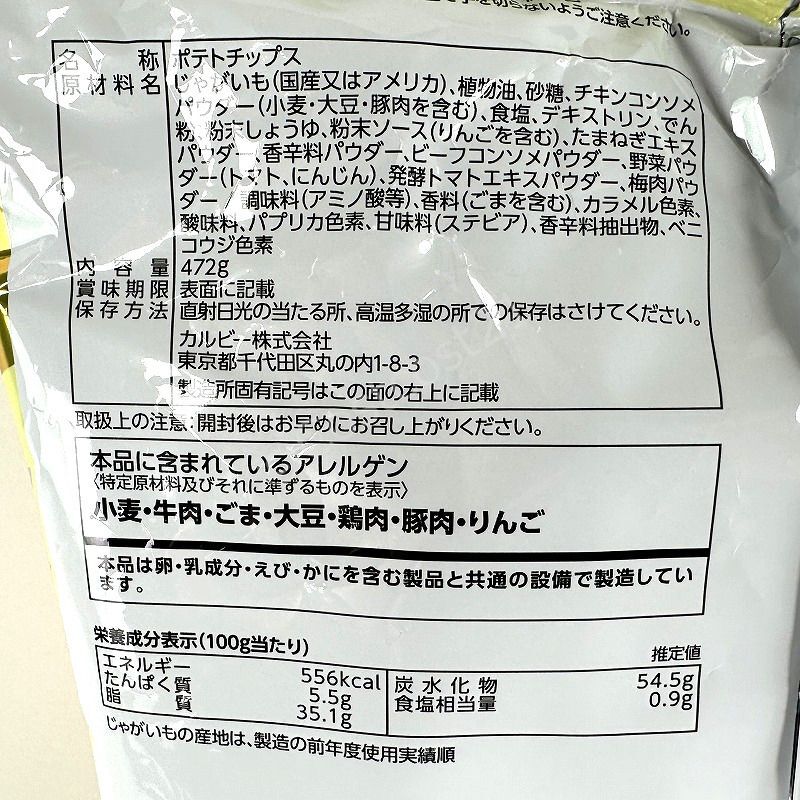 を切らないようご注意ください。
名称 ポテトチップス
原材料名 じゃがいも(国産又はアメリカ)、植物油、砂糖、チキンコンソメ
パウダー(小麦・大豆・豚肉を含む)、食塩、デキストリン、でん
粉、粉末しょうゆ、粉末ソース(りんごを含む)、たまねぎエキス
パウダー、香辛料パウダー、ビーフコンソメパウダー、野菜パウ
ダー(トマト、にんじん)、発酵トマトエキスパウダー、梅肉パウ
ダー／調味料(アミノ酸等)、香料(ごまを含む)、カラメル色素、
酸味料、パプリカ色素、甘味料(ステビア)、香辛料抽出物、ベニ
コウジ色素
内容量 472g
賞味期限 表面に記載
保存方法 直射日光の当たる所、高温多湿の所での保存はさけてください。
カルビー株式会社
東京都千代田区丸の内1-8-3
製造所固有記号はこの面の右上に記載
取扱上の注意:開封後はお早めにお召し上がりください。
本品に含まれているアレルゲン
〈特定原材料及びそれに準ずるものを表示〉
小麦・牛肉・ごま・大豆・鶏肉・豚肉・りんご
本品は卵・乳成分・えび・かにを含む製品と共通の設備で製造してい
ます。
栄養成分表示(100g当たり) 推定値
エネルギー 556kcal 炭水化物 54.5g
たんぱく質 5.5g 食塩相当量 0.9g
脂質 35.1g
じゃがいもの産地は、製造の前年度使用実績順